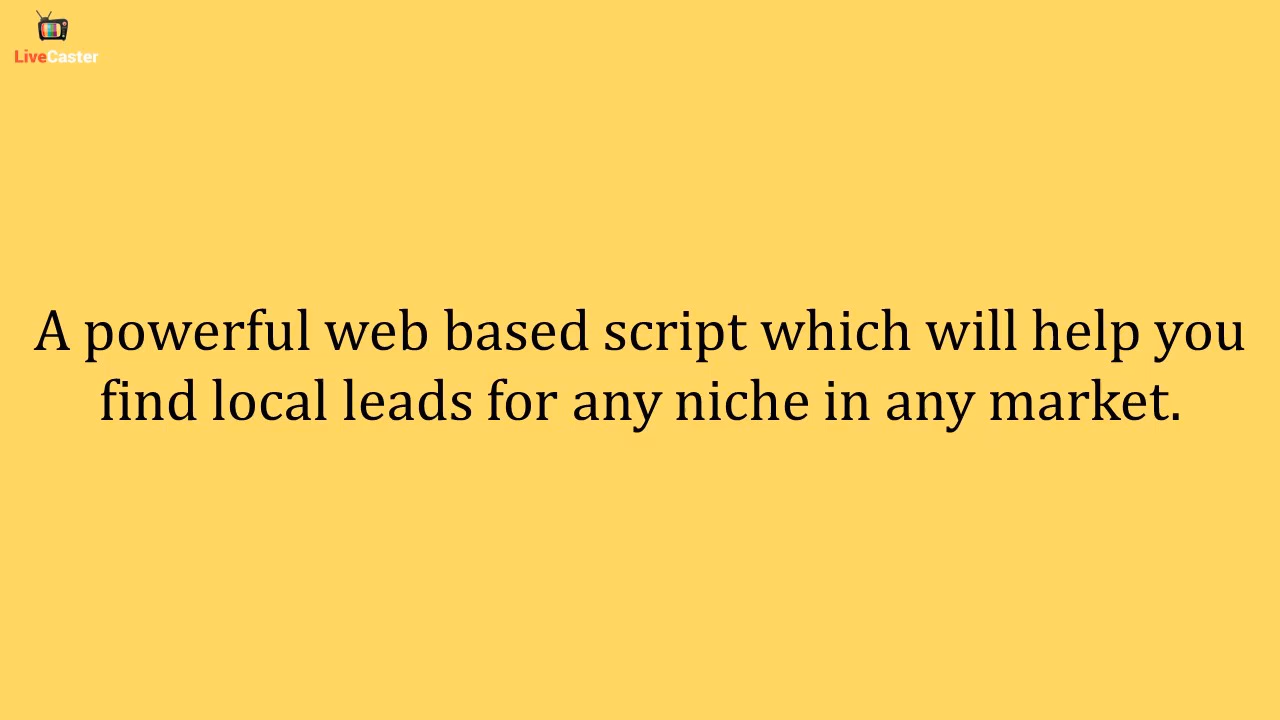 LiveCaster
A powerful web based script which will help you
find local leads for any niche in any market.